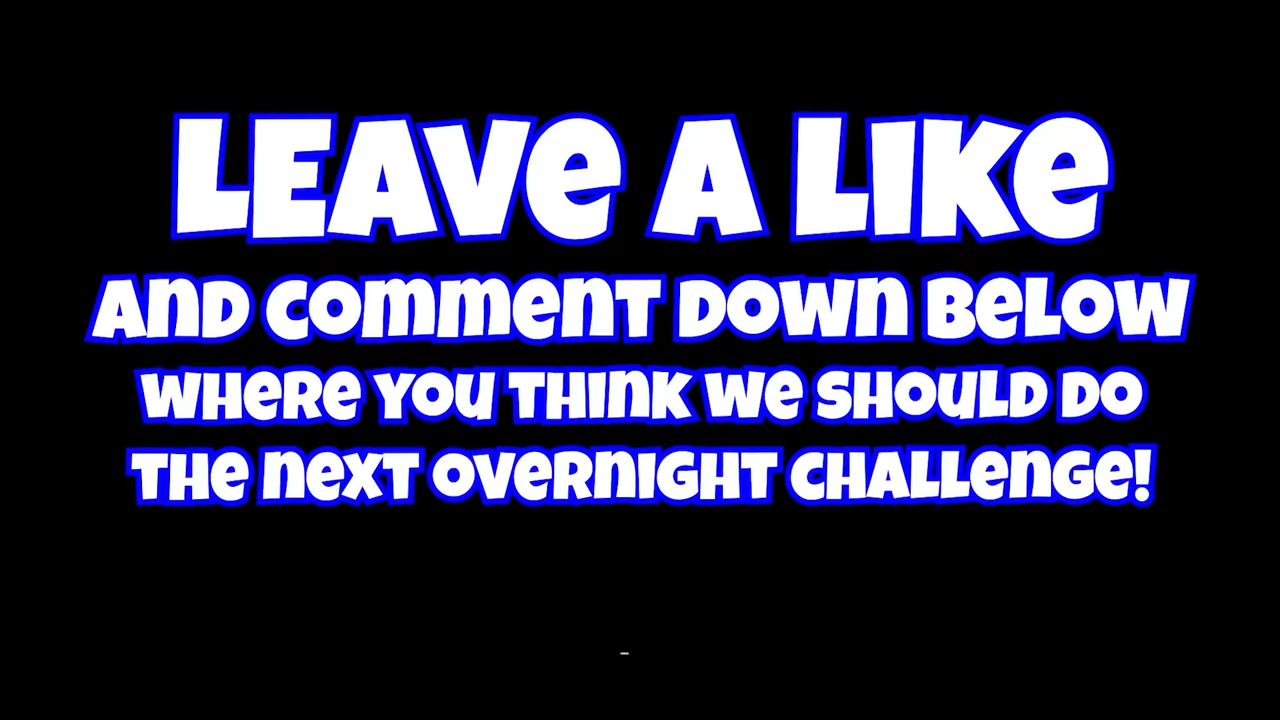 LEAVE A LIKE
AND COMMENT DOWN BELOW
WHERE YOU THINK WE SHOULD DO
THE NEXT OVERNIGHT CHALLENGE!
-